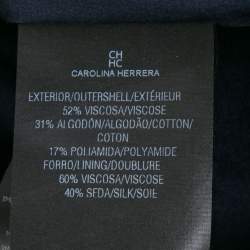 CH
HC
CAROLINA HERRERA
EXTERIOR/OUTERSHELL/EXTÉRIEUR
52% VISCOSA/VISCOSE
31% ALGODÓN/ALGODAO/COTTON/
COTON
17% POLIAMIDA/POLYAMIDE
FORRO/LINING/DOUBLURE
60% VISCOSA/VISCOSE
40% SEDA/SILK/SOIE